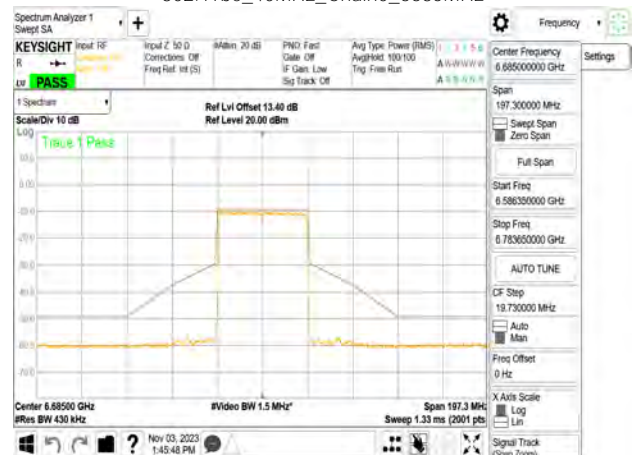 Spectrum Analyzer 1
Swept SA
Frequency
KEYSIGHT
Input: RF
Input Z: 50 Ω
#Atten: 20 dB
PNO: Fast
Avg Type: Power (RMS)
Corrections: Off
Gate: Off
Avg|Hold: 100/100
Freq Ref: Int (S)
IF Gain: Low
Trig: Free Run
Sig Track: Off
PASS
Center Frequency
6.685000000 GHz
Settings
Span
197.300000 MHz
Swept Span
Zero Span
Full Span
Start Freq
6.586350000 GHz
Stop Freq
6.783650000 GHz
AUTO TUNE
CF Step
19.730000 MHz
Auto
Man
Freq Offset
0 Hz
X Axis Scale
Log
Lin
Signal Track
(Span Zoom)
1 Spectrum
Scale/Div 10 dB
Ref Lvl Offset 13.40 dB
Ref Level 20.00 dBm
Log
Trace 1 Pass
Center 6.68500 GHz
#Res BW 430 kHz
#Video BW 1.5 MHz*
Span 197.3 MHz
Sweep 1.33 ms (2001 pts)
Nov 03, 2023
1:45:48 PM